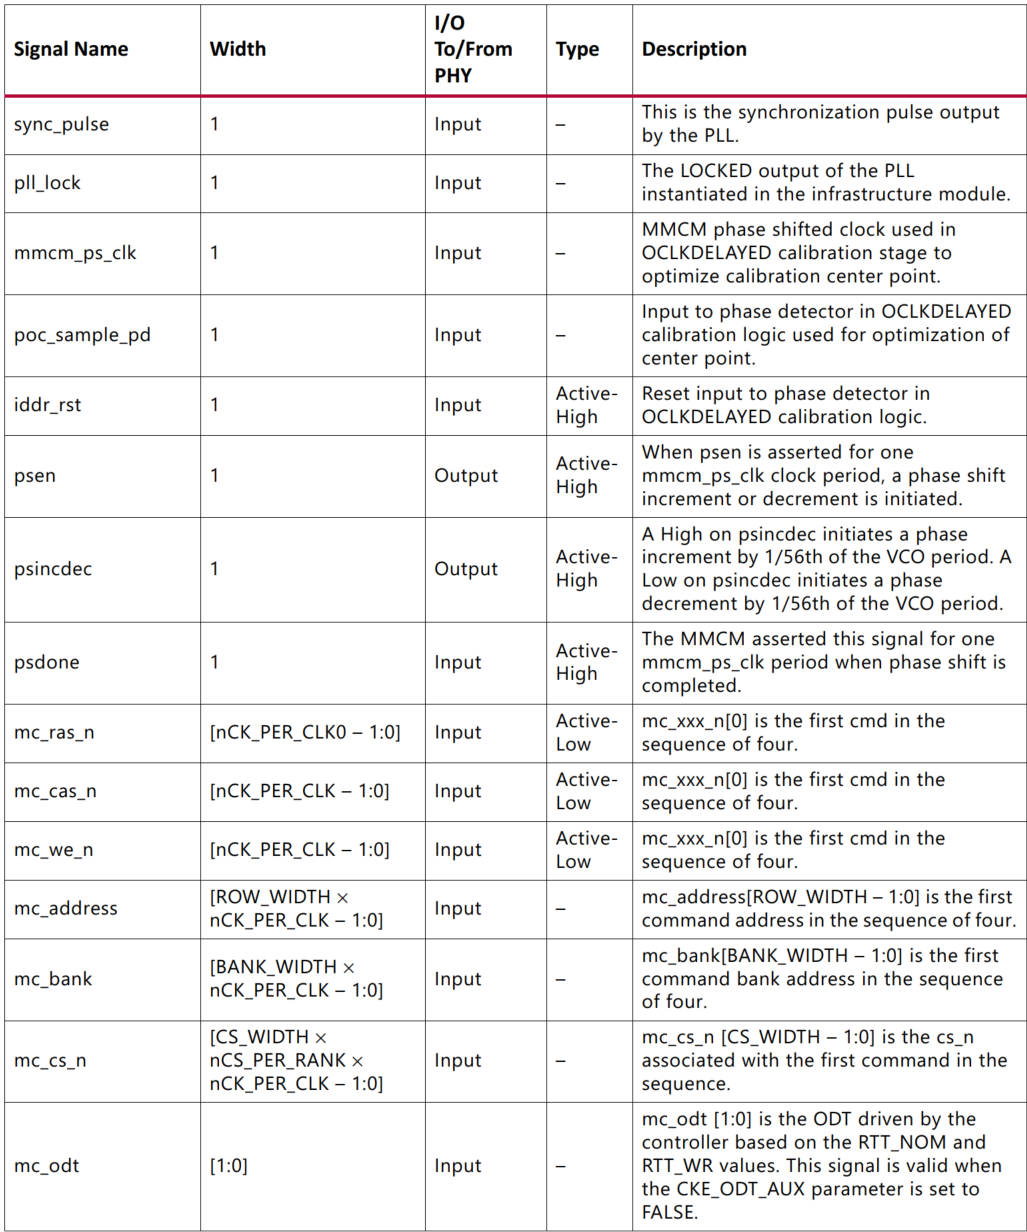 Signal Name Width I/O To/From PHY Type Description
sync_pulse 1 Input – This is the synchronization pulse output
by the PLL.
pll_lock 1 Input – The LOCKED output of the PLL
instantiated in the infrastructure module.
mmcm_ps_clk 1 Input – MMCM phase shifted clock used in
OCLKDELAYED calibration stage to
optimize calibration center point.
poc_sample_pd 1 Input – Input to phase detector in OCLKDELAYED
calibration logic used for optimization of
center point.
iddr_rst 1 Input Active-
High
Reset input to phase detector in
OCLKDELAYED calibration logic.
psen 1 Output Active-
High
When psen is asserted for one
mmcm_ps_clk clock period, a phase shift
increment or decrement is initiated.
psincdec 1 Output Active-
High
A High on psincdec initiates a phase
increment by 1/56th of the VCO period. A
Low on psincdec initiates a phase
decrement by 1/56th of the VCO period.
psdone 1 Input Active-
High
The MMCM asserted this signal for one
mmcm_ps_clk period when phase shift is
completed.
mc_ras_n [nCK_PER_CLK0 – 1:0] Input Active-
Low
mc_xxx_n[0] is the first cmd in the
sequence of four.
mc_cas_n [nCK_PER_CLK – 1:0] Input Active-
Low
mc_xxx_n[0] is the first cmd in the
sequence of four.
mc_we_n [nCK_PER_CLK – 1:0] Input Active-
Low
mc_xxx_n[0] is the first cmd in the
sequence of four.
mc_address [ROW_WIDTH ×
nCK_PER_CLK – 1:0]
Input – mc_address[ROW_WIDTH – 1:0] is the first
command address in the sequence of four.
mc_bank [BANK_WIDTH ×
nCK_PER_CLK – 1:0]
Input – mc_bank[BANK_WIDTH – 1:0] is the first
command bank address in the sequence
of four.
mc_cs_n [CS_WIDTH ×
nCS_PER_RANK ×
nCK_PER_CLK – 1:0]
Input – mc_cs_n [CS_WIDTH – 1:0] is the cs_n
associated with the first command in the
sequence.
mc_odt [1:0] Input – mc_odt [1:0] is the ODT driven by the
controller based on the RTT_NOM and
RTT_WR values. This signal is valid when
the CKE_ODT_AUX parameter is set to
FALSE.